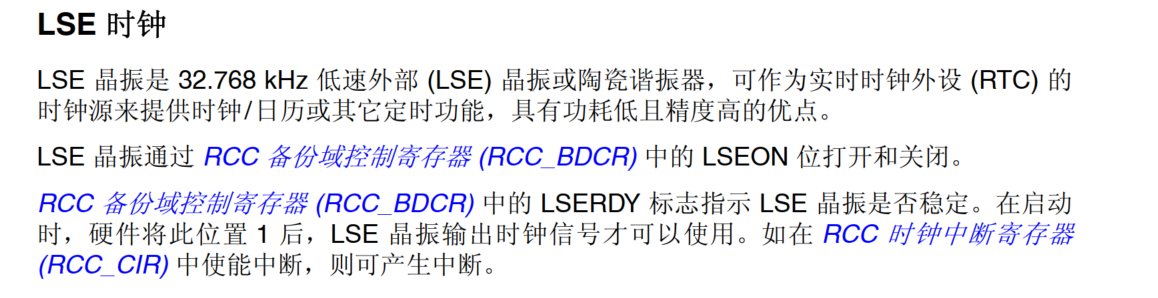 LSE 时钟
LSE 晶振是 32.768 kHz 低速外部 (LSE) 晶振或陶瓷谐振器，可作为实时时钟外设 (RTC) 的
时钟源来提供时钟/日历或其它定时功能，具有功耗低且精度高的优点。
LSE 晶振通过 RCC 备份域控制寄存器 (RCC_BDCR) 中的 LSEON 位打开和关闭。
RCC 备份域控制寄存器 (RCC_BDCR) 中的 LSERDY 标志指示 LSE 晶振是否稳定。在启动
时，硬件将此位置 1 后，LSE 晶振输出时钟信号才可以使用。如在 RCC 时钟中断寄存器
(RCC_CIR) 中使能中断，则可产生中断。